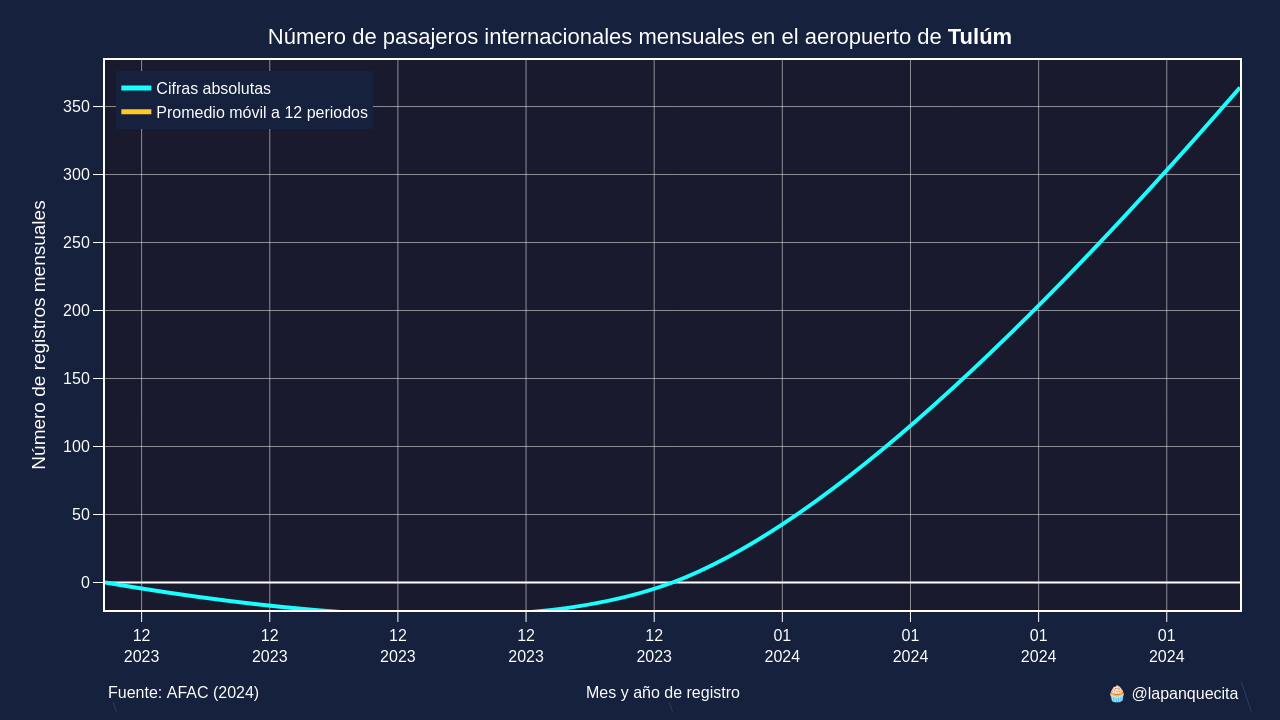 Número de pasajeros internacionales mensuales en el aeropuerto de Tulúm
Cifras absolutas
Promedio móvil a 12 periodos
Número de registros mensuales
350
300
250
200
150
100
50
0
12 12 12 12 12 01 01 01 01
2023 2023 2023 2023 2023 2024 2024 2024 2024
Fuente: AFAC (2024)
Mes y año de registro
🧁 @lapanquecita